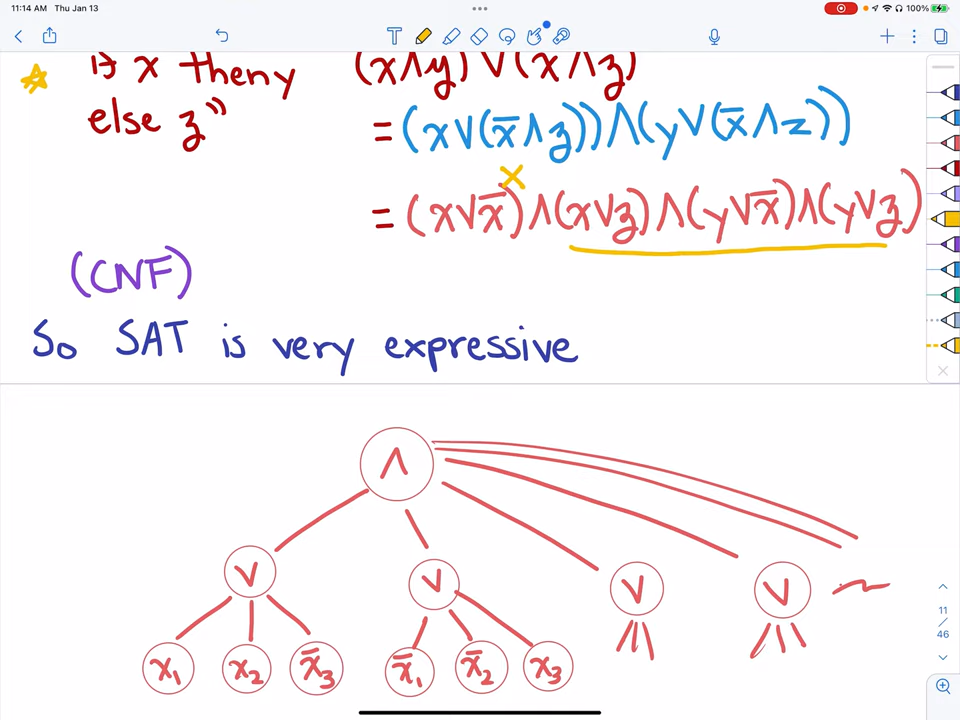 11:14 AM Thu Jan 13
100%
T
if x then y (x∧y) ∨ (x̄∧z)
else z"
= (x∨(x̄∧z))∧(y∨(x̄∧z))
x
= (x∨x̄)∧(x∨z)∧(y∨x̄)∧(y∨z)
(CNF)
So SAT is very expressive
∧
∨ ∨ ∨ ∨
x₁ x₂ x̄₃ x̄₁ x̄₂ x₃
11
/
46